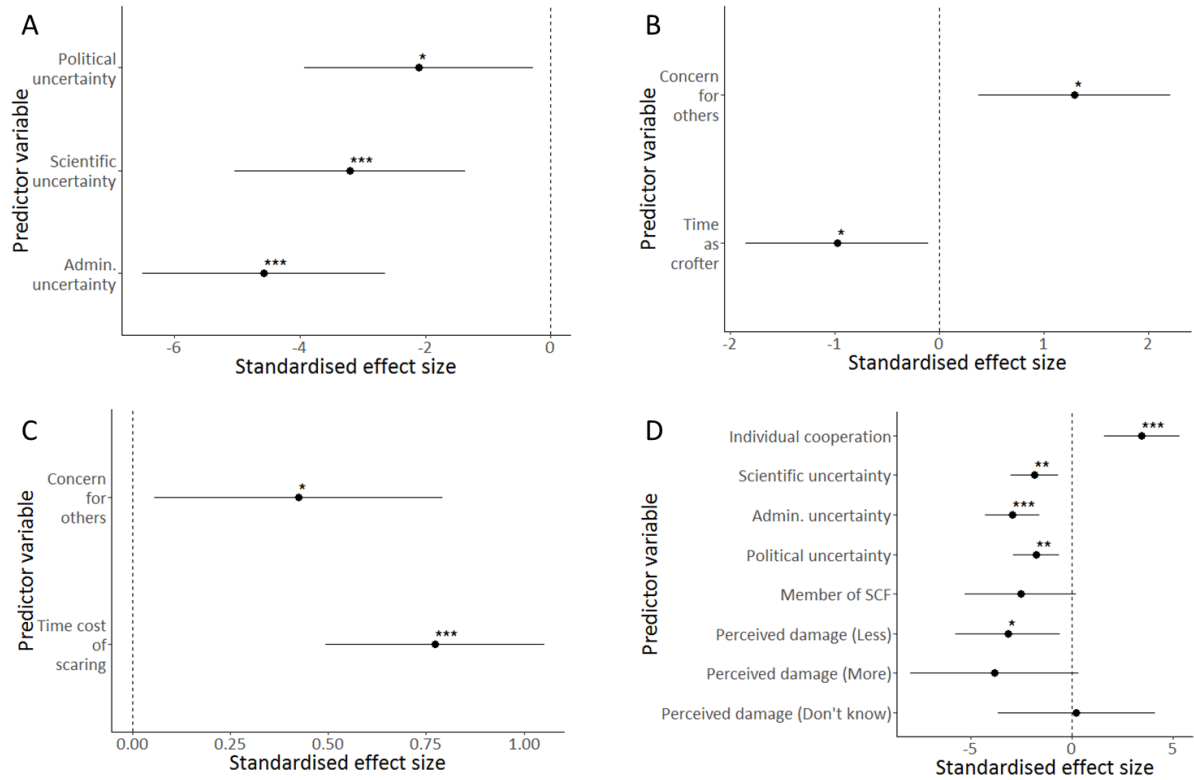 A
Predictor variable
Political
uncertainty
*
Scientific
uncertainty
***
Admin.
uncertainty
***
-6
-4
-2
0
Standardised effect size
B
Predictor variable
Concern
for
others
*
Time
as
crofter
*
-2
-1
0
1
2
Standardised effect size
C
Predictor variable
Concern
for
others
*
Time cost
of
scaring
***
0.00
0.25
0.50
0.75
1.00
Standardised effect size
D
Predictor variable
Individual cooperation
***
Scientific uncertainty
**
Admin. uncertainty
***
Political uncertainty
**
Member of SCF
Perceived damage (Less)
*
Perceived damage (More)
Perceived damage (Don't know)
-5
0
5
Standardised effect size